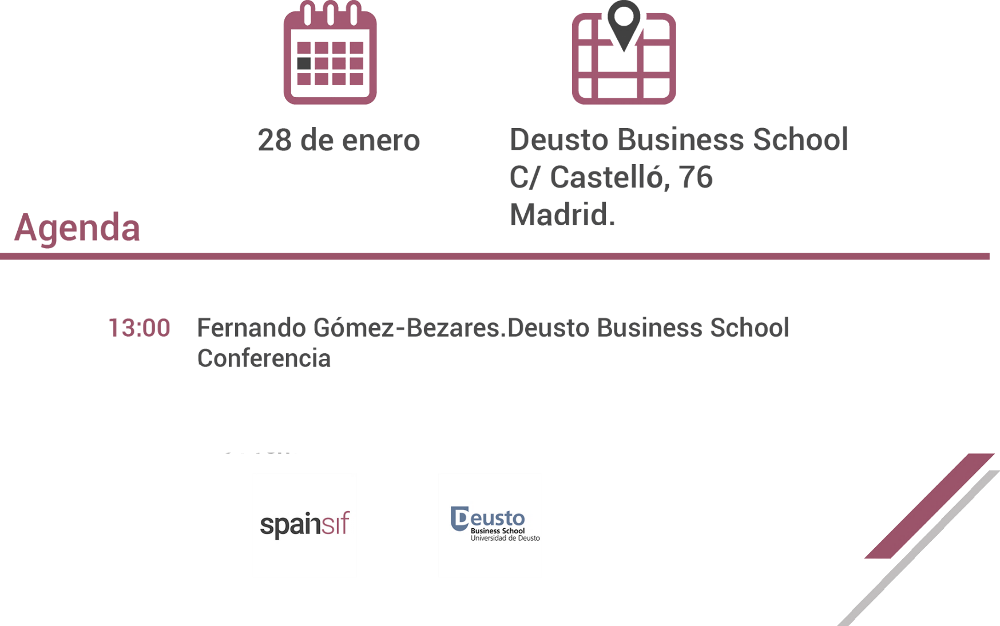 28 de enero
Deusto Business School
C/ Castelló, 76
Madrid.
Agenda
13:00 Fernando Gómez-Bezares.Deusto Business School
Conferencia
spainsif
Deusto
Business School
Universidad de Deusto